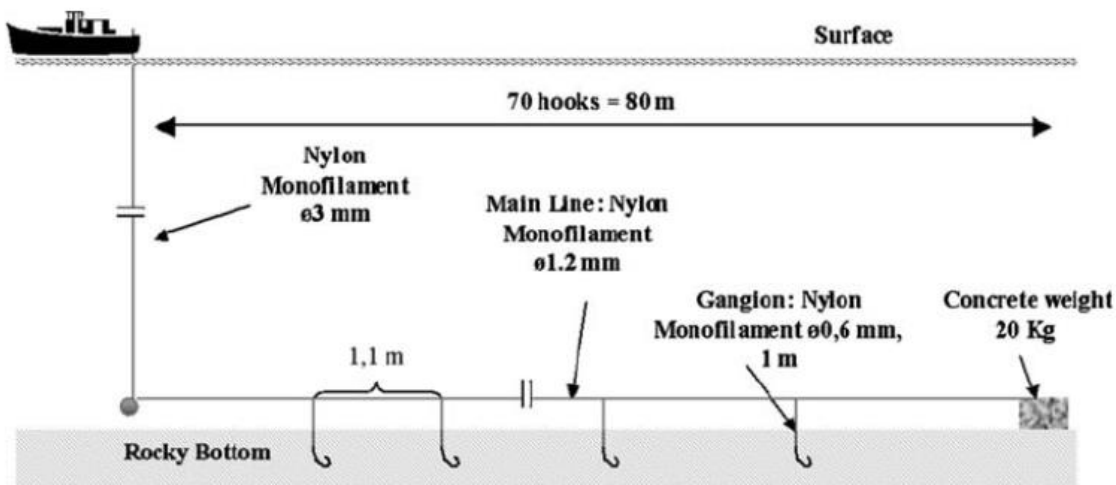 Surface
70 hooks = 80 m
Nylon
Monofilament
ø3 mm
Main Line: Nylon
Monofilament
ø1.2 mm
Gangion: Nylon
Monofilament ø0,6 mm,
1 m
Concrete weight
20 Kg
1,1 m
Rocky Bottom